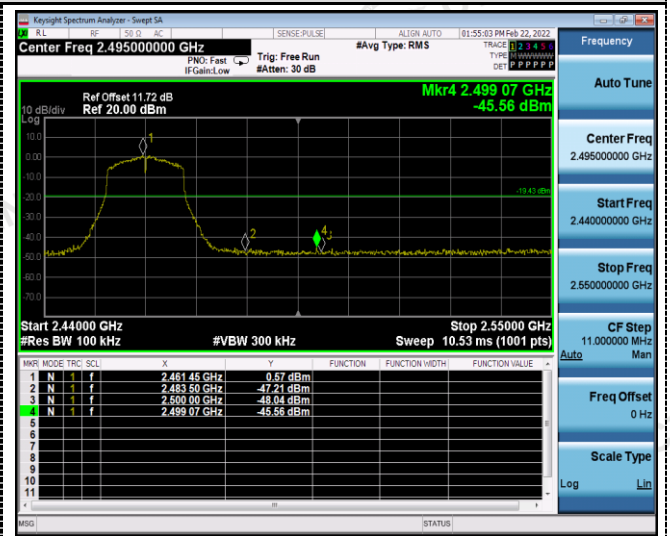 Keysight Spectrum Analyzer - Swept SA
RL RF 50 Ω AC SENSE:PULSE ALIGN AUTO 01:55:03 PM Feb 22, 2022
Center Freq 2.495000000 GHz #Avg Type: RMS TRACE 1 2 3 4 5 6
PNO: Fast Trig: Free Run TYPE M WWWWW
IFGain:Low #Atten: 30 dB DET P P P P P P
Mkr4 2.499 07 GHz
-45.56 dBm
Ref Offset 11.72 dB
10 dB/div Ref 20.00 dBm
Log
10.0
0.00
-10.0
-20.0
-30.0
-40.0
-50.0
-60.0
-70.0
1
2
4
3
-19.43 dBm
Start 2.44000 GHz Stop 2.55000 GHz
#Res BW 100 kHz #VBW 300 kHz Sweep 10.53 ms (1001 pts)
MKR MODE TRC SCL X Y FUNCTION FUNCTION WIDTH FUNCTION VALUE
1 N 1 f 2.461 45 GHz 0.57 dBm
2 N 1 f 2.483 50 GHz -47.21 dBm
3 N 1 f 2.500 00 GHz -48.04 dBm
4 N 1 f 2.499 07 GHz -45.56 dBm
5
6
7
8
9
10
11
MSG STATUS
Frequency
Auto Tune
Center Freq
2.495000000 GHz
Start Freq
2.440000000 GHz
Stop Freq
2.550000000 GHz
CF Step
11.000000 MHz
Auto Man
Freq Offset
0 Hz
Scale Type
Log Lin